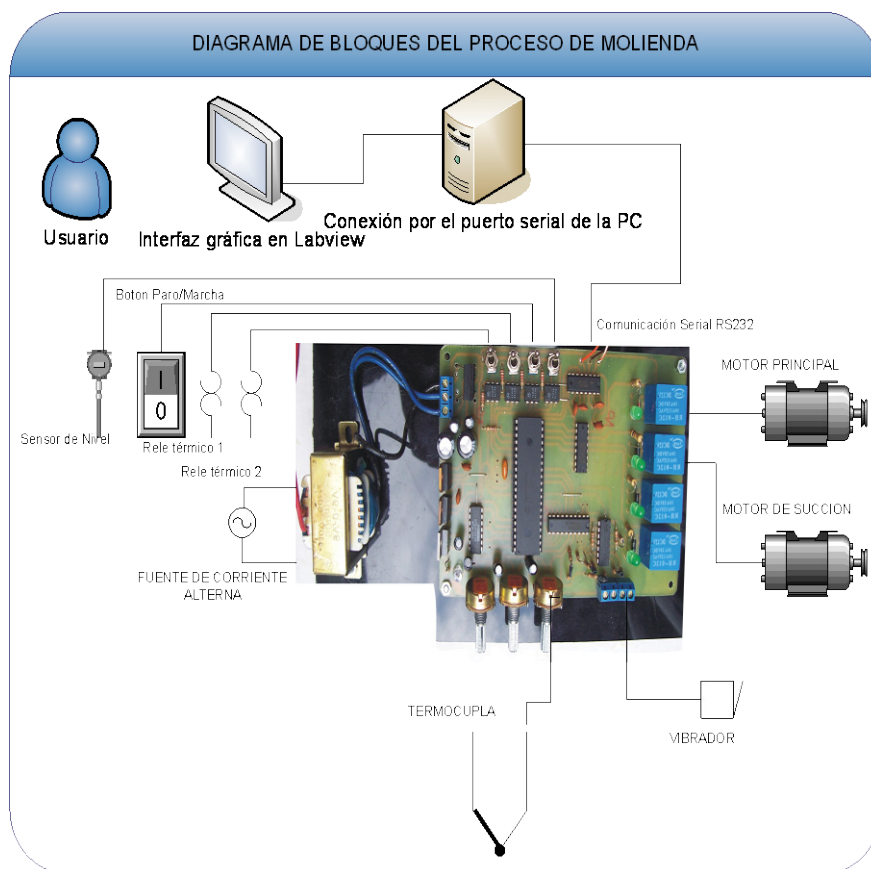 DIAGRAMA DE BLOQUES DEL PROCESO DE MOLIENDA
Usuario
Interfaz gráfica en Labview
Conexión por el puerto serial de la PC
Boton Paro/Marcha
Comunicación Serial RS232
MOTOR PRINCIPAL
I
0
Sensor de Nivel
Rele térmico 1
Rele térmico 2
MOTOR DE SUCCION
FUENTE DE CORRIENTE
ALTERNA
TERMOCUPLA
VIBRADOR